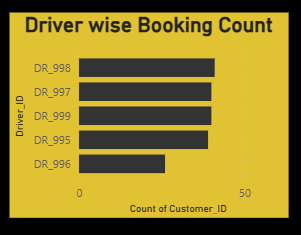 Driver wise Booking Count
DR_998
DR_997
DR_999
DR_995
DR_996
Driver_ID
0
50
Count of Customer_ID